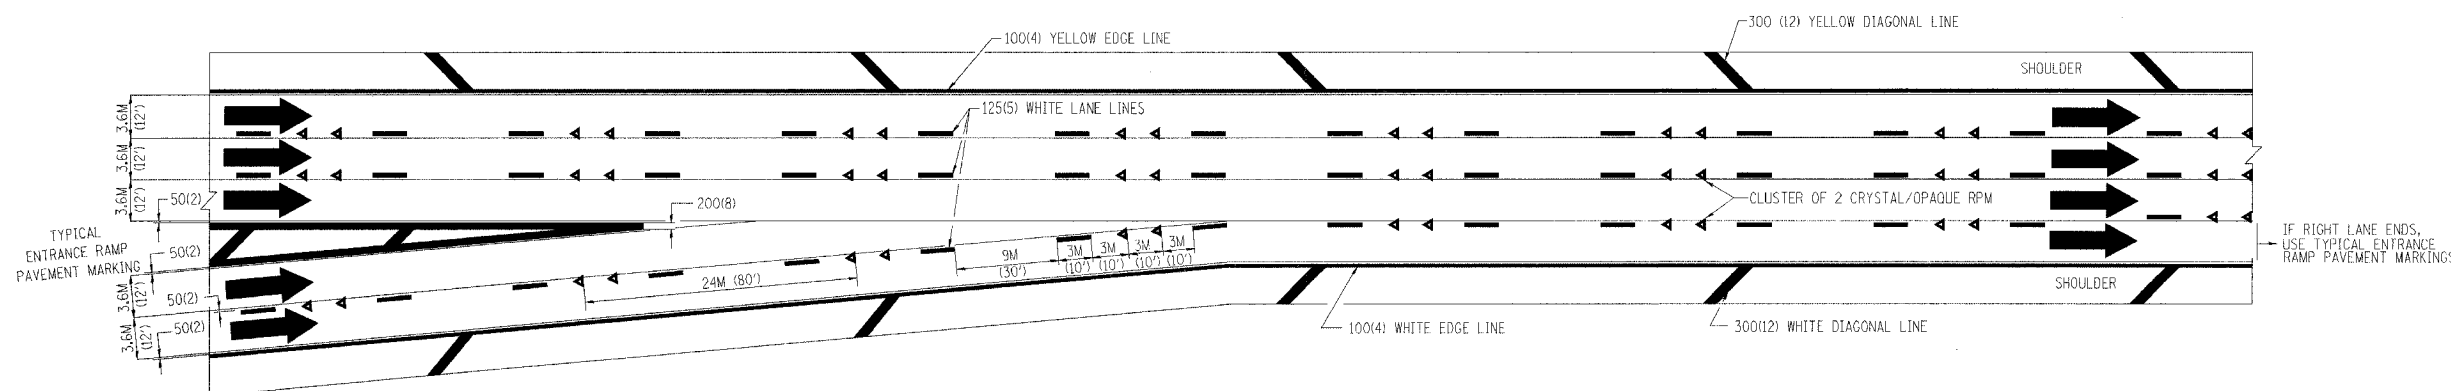 300 (12) YELLOW DIAGONAL LINE
100(4) YELLOW EDGE LINE
SHOULDER
125(5) WHITE LANE LINES
3.6M
(12')
3.6M
(12')
3.6M
(12')
50(2)
200(8)
CLUSTER OF 2 CRYSTAL/OPAQUE RPM
TYPICAL
ENTRANCE RAMP
PAVEMENT MARKING
50(2)
IF RIGHT LANE ENDS,
USE TYPICAL ENTRANCE
RAMP PAVEMENT MARKINGS
9M
(30')
3M
(10')
3M
(10')
3M
(10')
3M
(10')
24M (80')
SHOULDER
3.6M
(12')
50(2)
3.6M
(12')
50(2)
100(4) WHITE EDGE LINE
300(12) WHITE DIAGONAL LINE